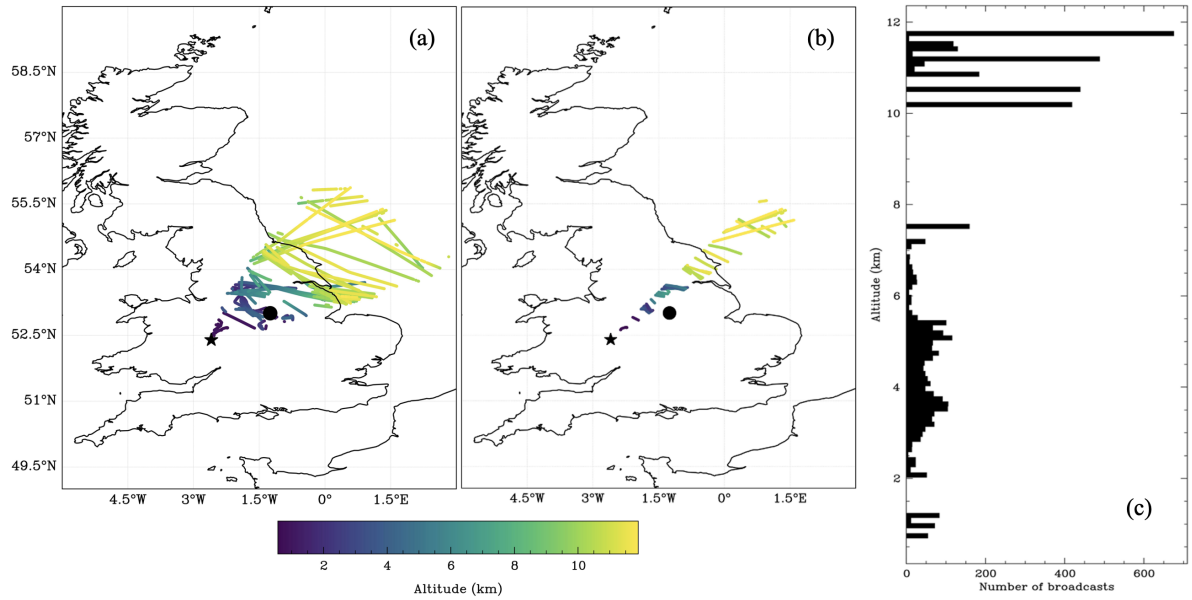 (a)
58.5°N
57°N
55.5°N
54°N
52.5°N
51°N
49.5°N
4.5°W 3°W 1.5°W 0° 1.5°E
(b)
4.5°W 3°W 1.5°W 0° 1.5°E
2 4 6 8 10
Altitude (km)
12
10
8
6
4
2
Altitude (km)
(c)
0 200 400 600
Number of broadcasts